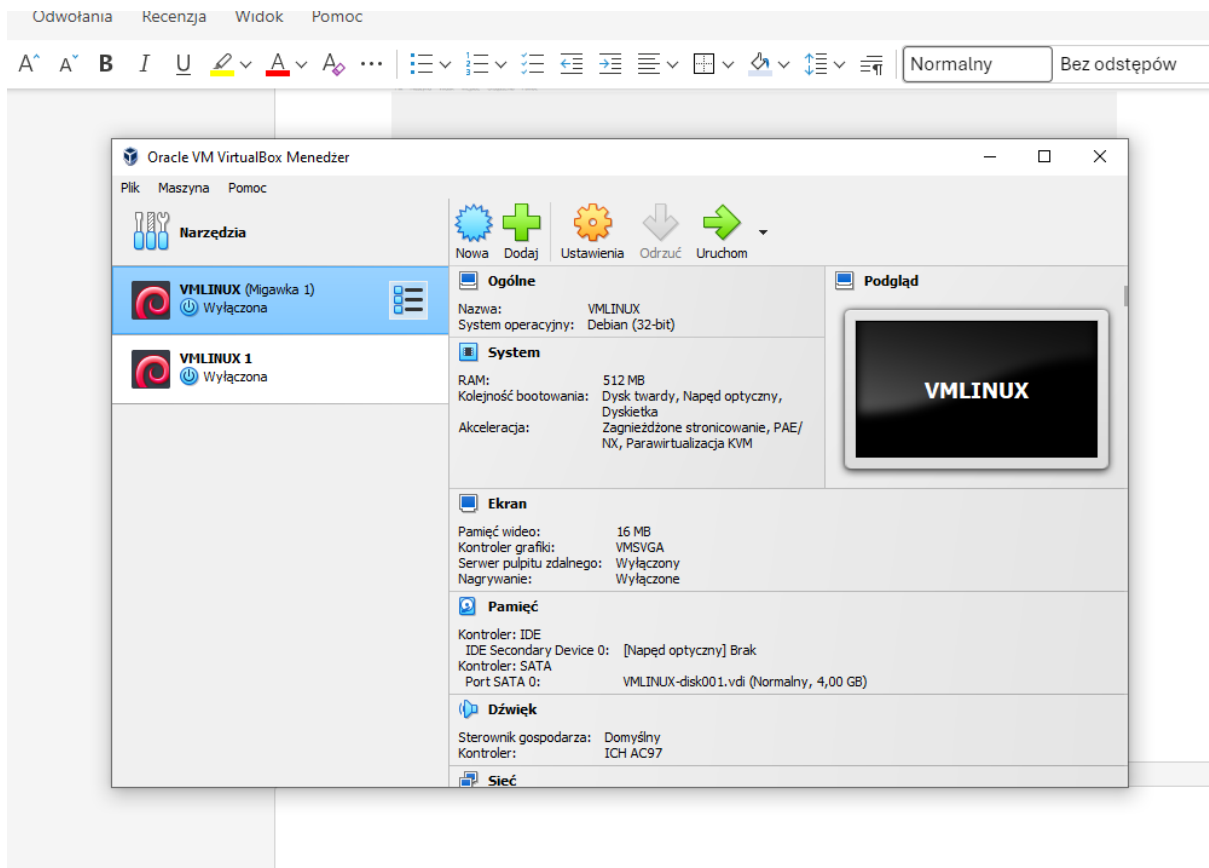 Odwołania Recenzja Widok Pomoc
A^ Aˇ B I U A A ... Normalny Bez odstępów
Oracle VM VirtualBox Menedżer
Plik Maszyna Pomoc
Narzędzia
Nowa Dodaj Ustawienia Odrzuć Uruchom
VMLINUX (Migawka 1)
Wyłączona
VMLINUX 1
Wyłączona
Ogólne
Nazwa: VMLINUX
System operacyjny: Debian (32-bit)
System
RAM: 512 MB
Kolejność bootowania: Dysk twardy, Napęd optyczny,
Dyskietka
Akceleracja: Zagnieżdżone stronicowanie, PAE/
NX, Parawirtualizacja KVM
Podgląd
VMLINUX
Ekran
Pamięć wideo: 16 MB
Kontroler grafiki: VMSVGA
Serwer pulpitu zdalnego: Wyłączony
Nagrywanie: Wyłączone
Pamięć
Kontroler: IDE
IDE Secondary Device 0: [Napęd optyczny] Brak
Kontroler: SATA
Port SATA 0: VMLINUX-disk001.vdi (Normalny, 4,00 GB)
Dźwięk
Sterownik gospodarza: Domyślny
Kontroler: ICH AC97
Sieć